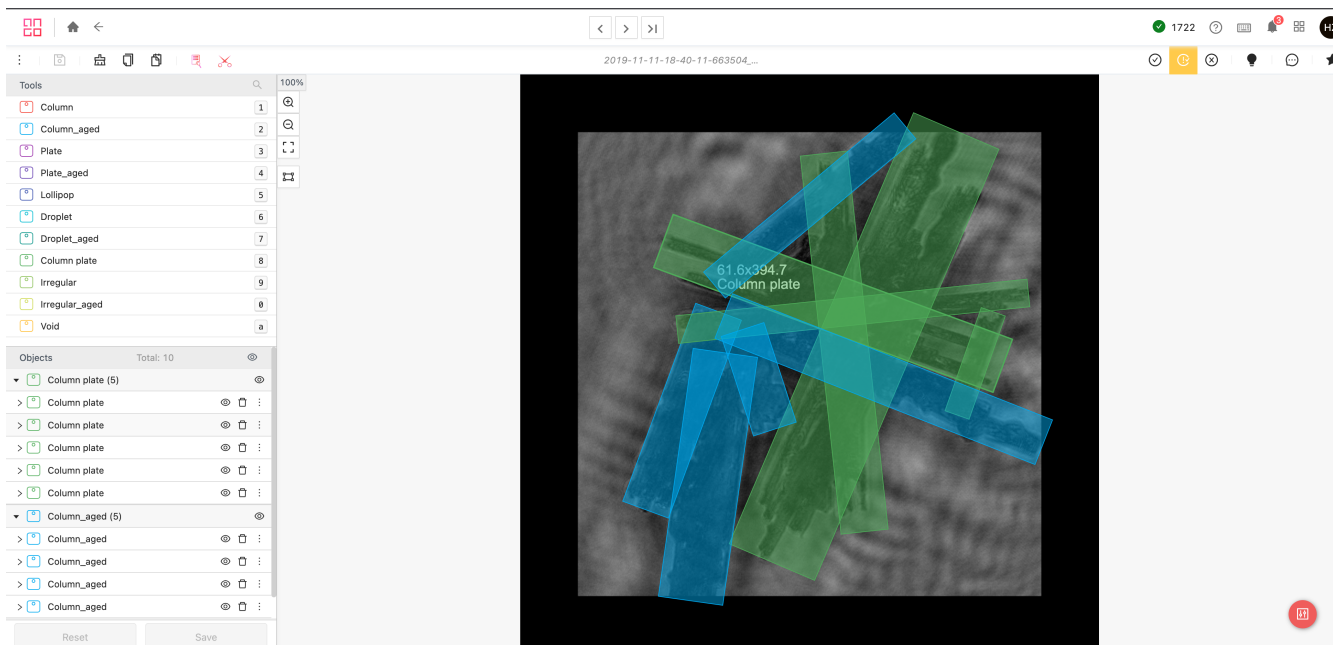 3
1722
HX
2019-11-11-18-40-11-663504_...
Tools
100%
Column 1
Column_aged 2
Plate 3
Plate_aged 4
Lollipop 5
Droplet 6
Droplet_aged 7
Column plate 8
Irregular 9
Irregular_aged 0
Void a
Objects Total: 10
Column plate (5)
Column plate
Column plate
Column plate
Column plate
Column plate
Column_aged (5)
Column_aged
Column_aged
Column_aged
Column_aged
Reset Save
61.6x394.7
Column plate